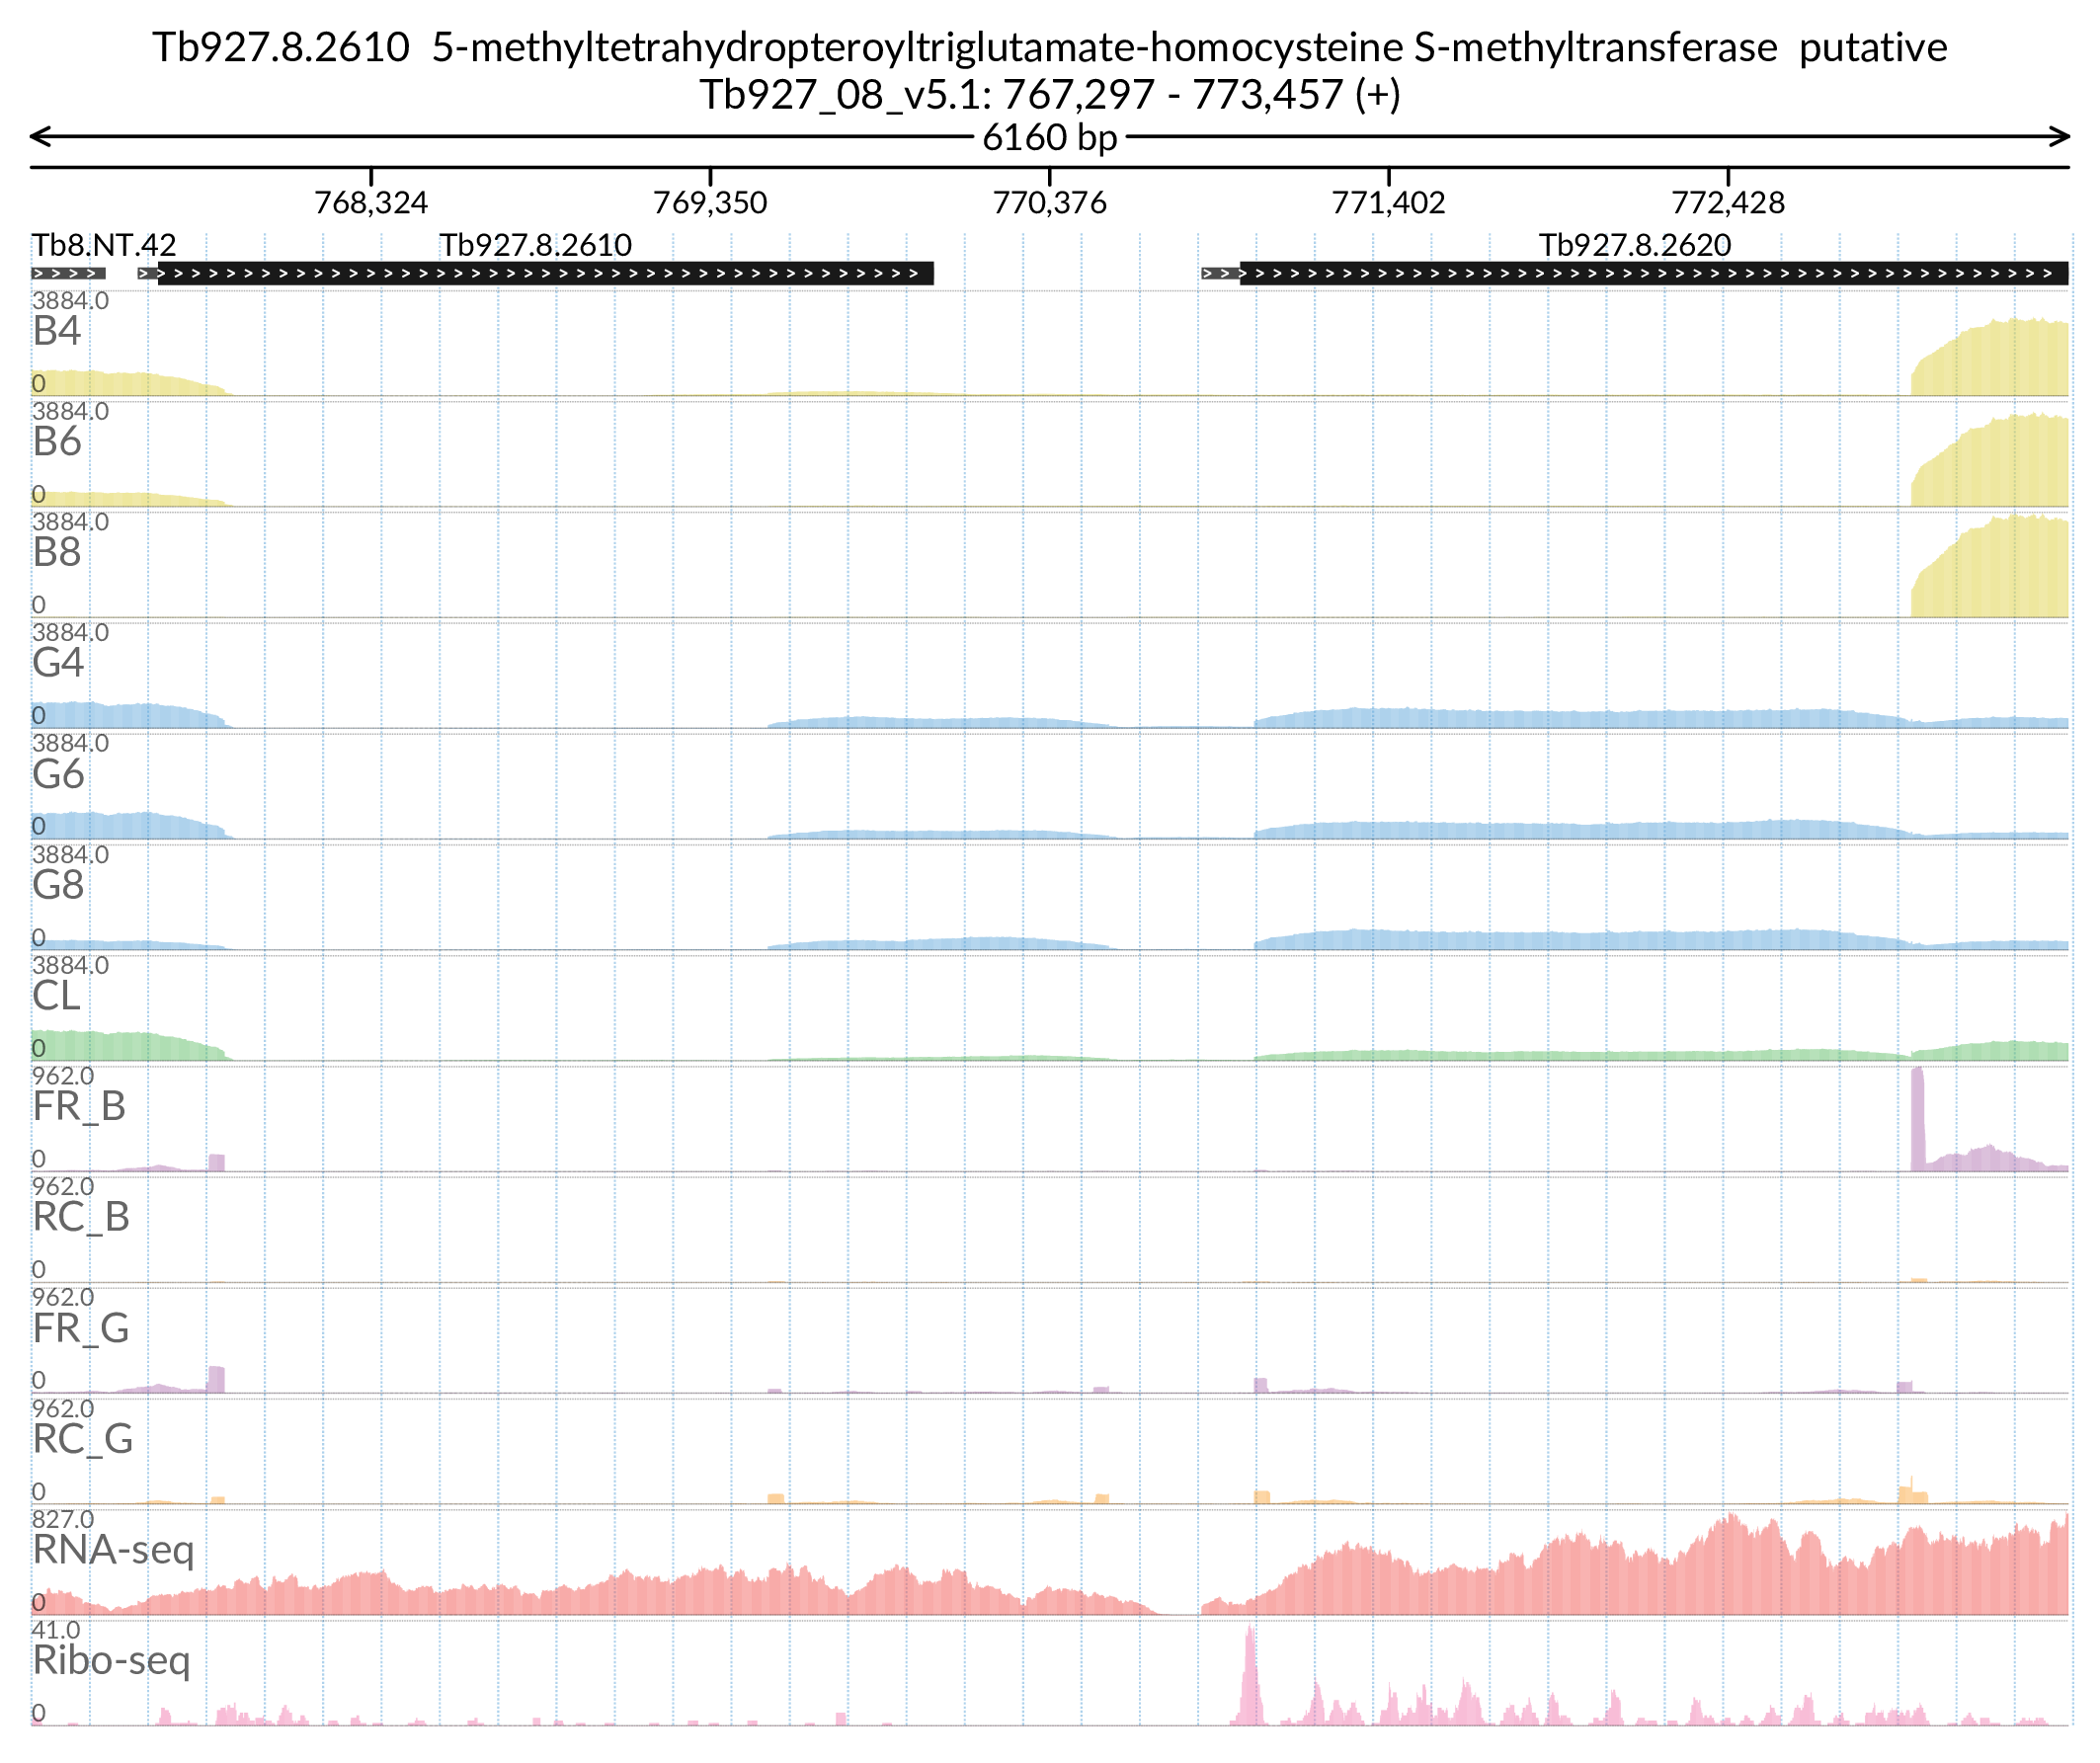 Tb927.8.2610  5-methyltetrahydropteroyltriglutamate-homocysteine S-methyltransferase  putative
Tb927_08_v5.1: 767,297 - 773,457 (+)
6160 bp
768,324 769,350 770,376 771,402 772,428
Tb8.NT.42 Tb927.8.2610 Tb927.8.2620
3884.0
B4
0
3884.0
B6
0
3884.0
B8
0
3884.0
G4
0
3884.0
G6
0
3884.0
G8
0
3884.0
CL
0
962.0
FR_B
0
962.0
RC_B
0
962.0
FR_G
0
962.0
RC_G
0
827.0
RNA-seq
0
41.0
Ribo-seq
0